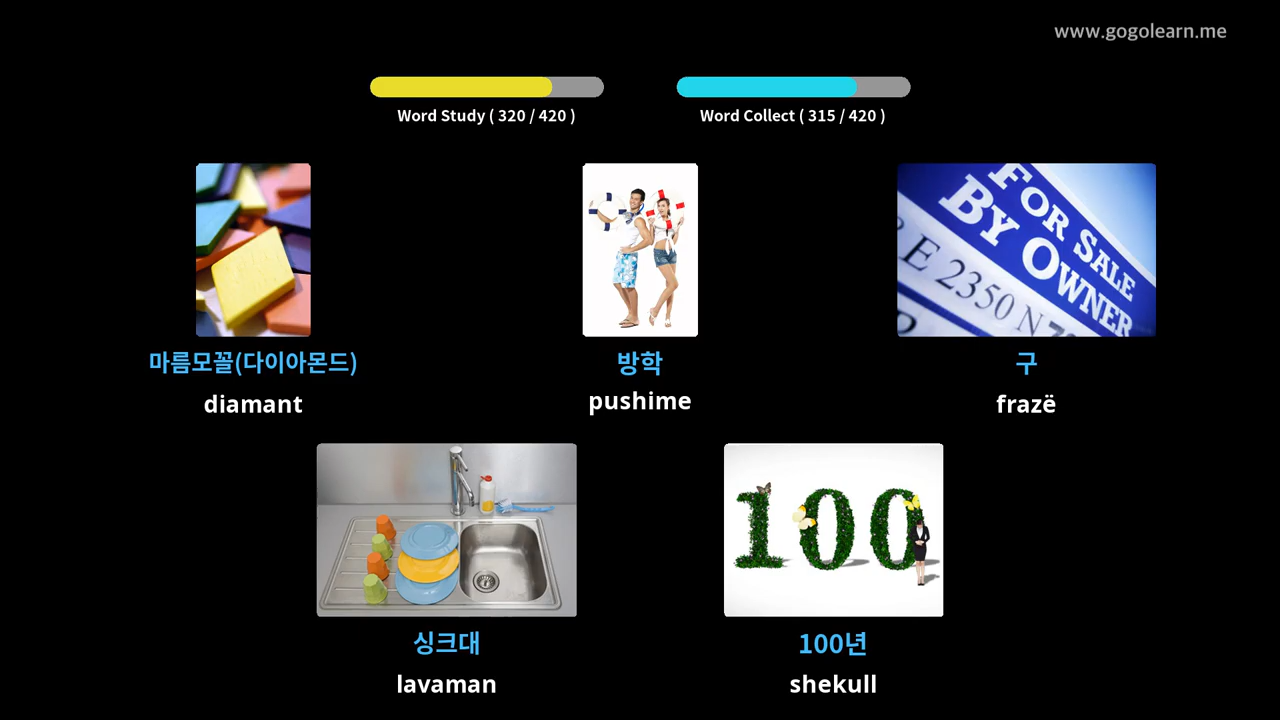 www.gogolearn.me
Word Study ( 320 / 420 )
Word Collect ( 315 / 420 )
FOR SALE
BY OWNER
E 2350 N
마름모꼴(다이아몬드)
방학
구
diamant
pushime
frazë
100
싱크대
100년
lavaman
shekull